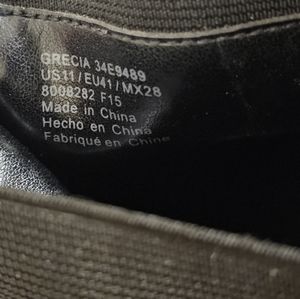 GRECIA 34E9489
US11/EU41/MX28
8008282 F15
Made in China
Hecho en China
Fabriqué en Chine